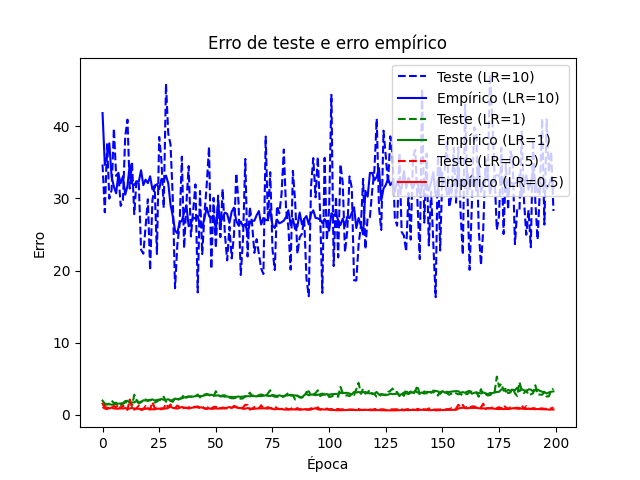 Erro de teste e erro empírico
Teste (LR=10)
Empírico (LR=10)
Teste (LR=1)
Empírico (LR=1)
Teste (LR=0.5)
Empírico (LR=0.5)
40
30
20
10
0
Erro
0 25 50 75 100 125 150 175 200
Época